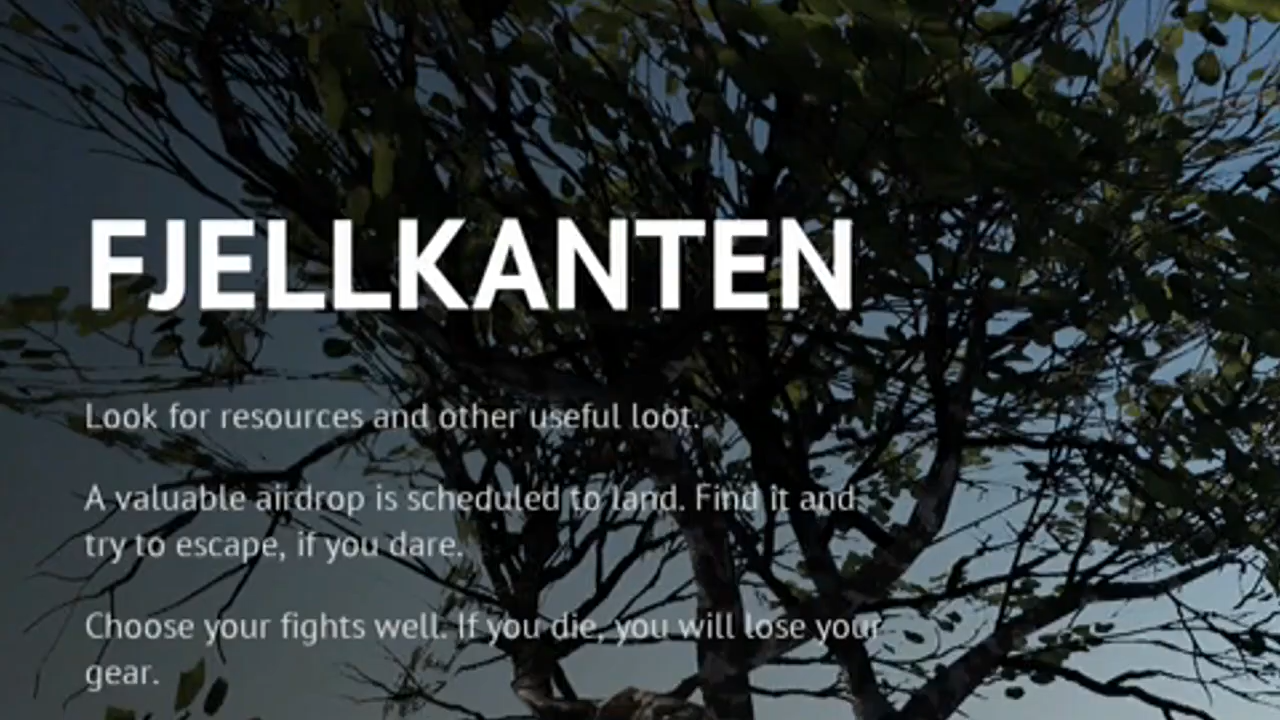 FJELLKANTEN
Look for resources and other useful loot.
A valuable airdrop is scheduled to land. Find it and
try to escape, if you dare.
Choose your fights well. If you die, you will lose your
gear.